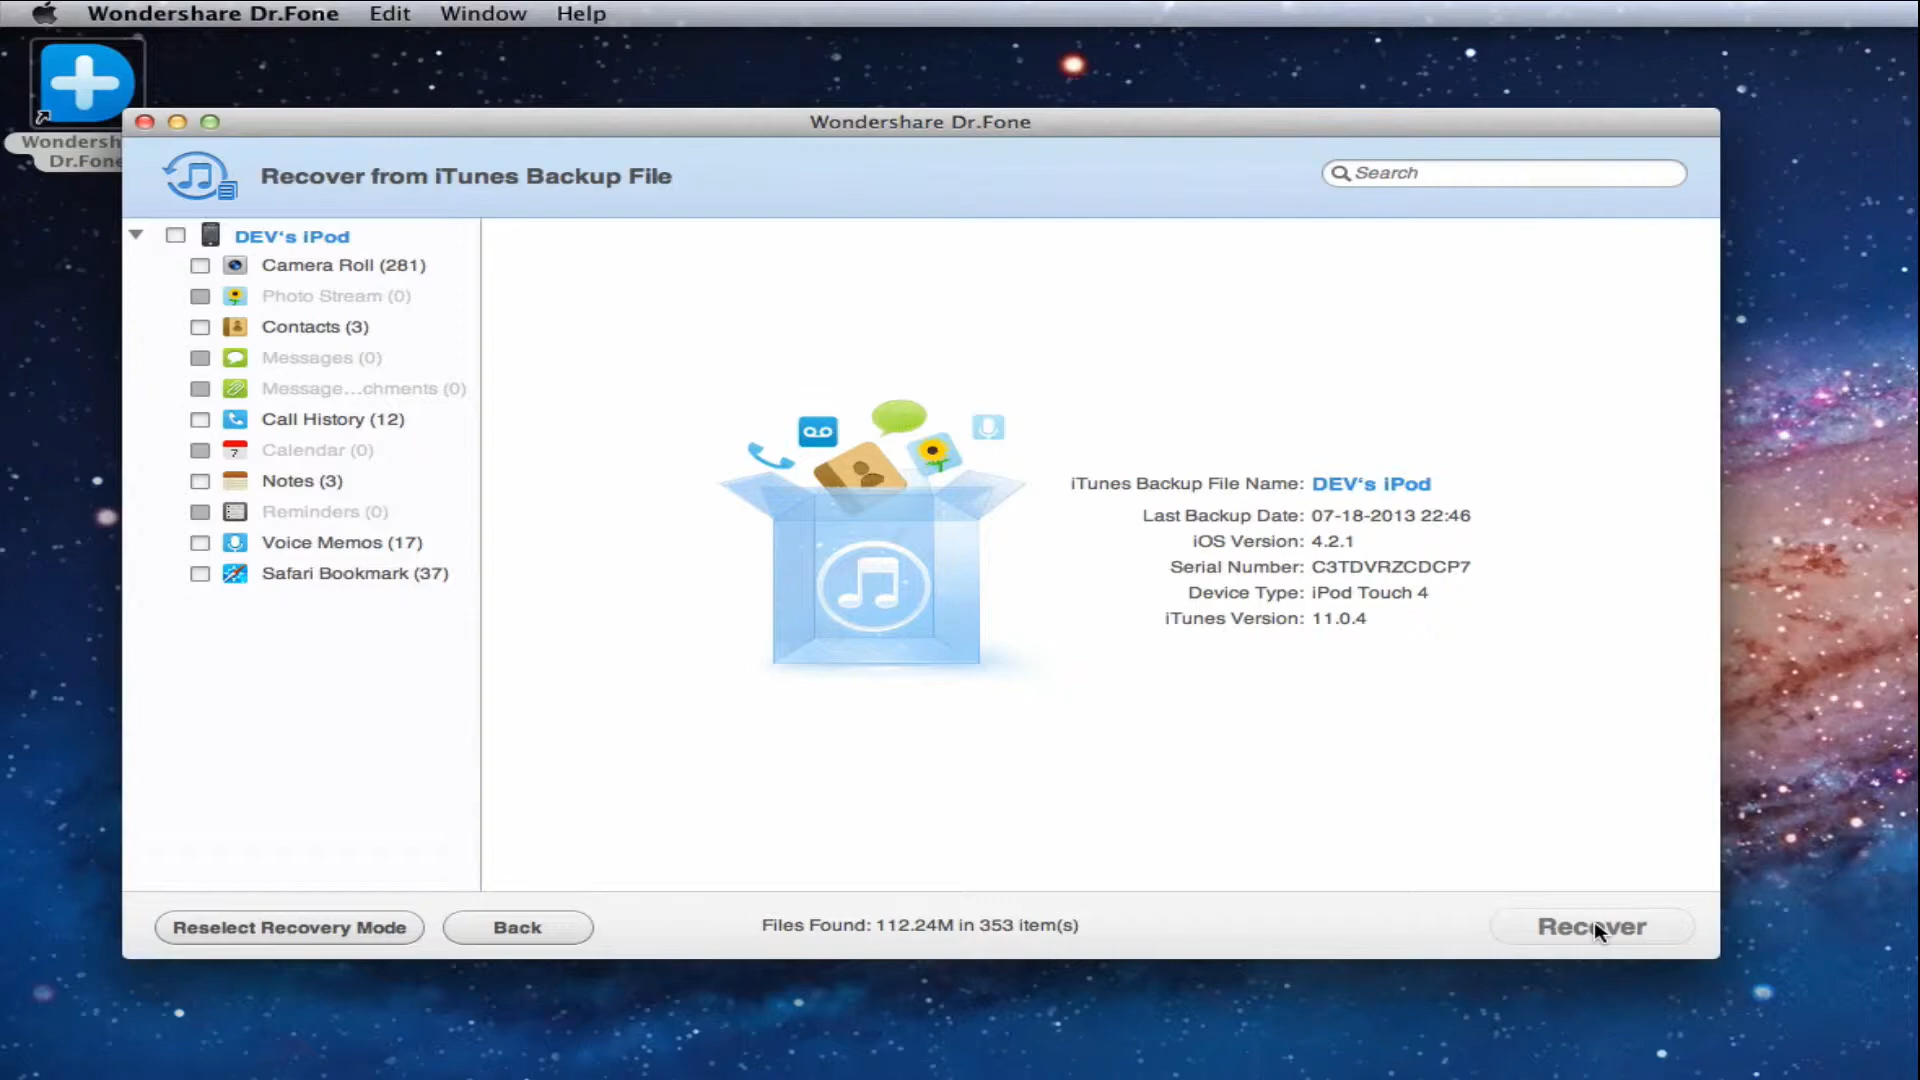 Wondershare Dr.Fone Edit Window Help
Wondersh
Dr.Fone
Wondershare Dr.Fone
Recover from iTunes Backup File
Search
DEV‘s iPod
Camera Roll (281)
Photo Stream (0)
Contacts (3)
Messages (0)
Message...chments (0)
Call History (12)
7
Calendar (0)
Notes (3)
Reminders (0)
Voice Memos (17)
Safari Bookmark (37)
iTunes Backup File Name: DEV‘s iPod
Last Backup Date: 07-18-2013 22:46
iOS Version: 4.2.1
Serial Number: C3TDVRZCDCP7
Device Type: iPod Touch 4
iTunes Version: 11.0.4
Reselect Recovery Mode
Back
Files Found: 112.24M in 353 item(s)
Recover